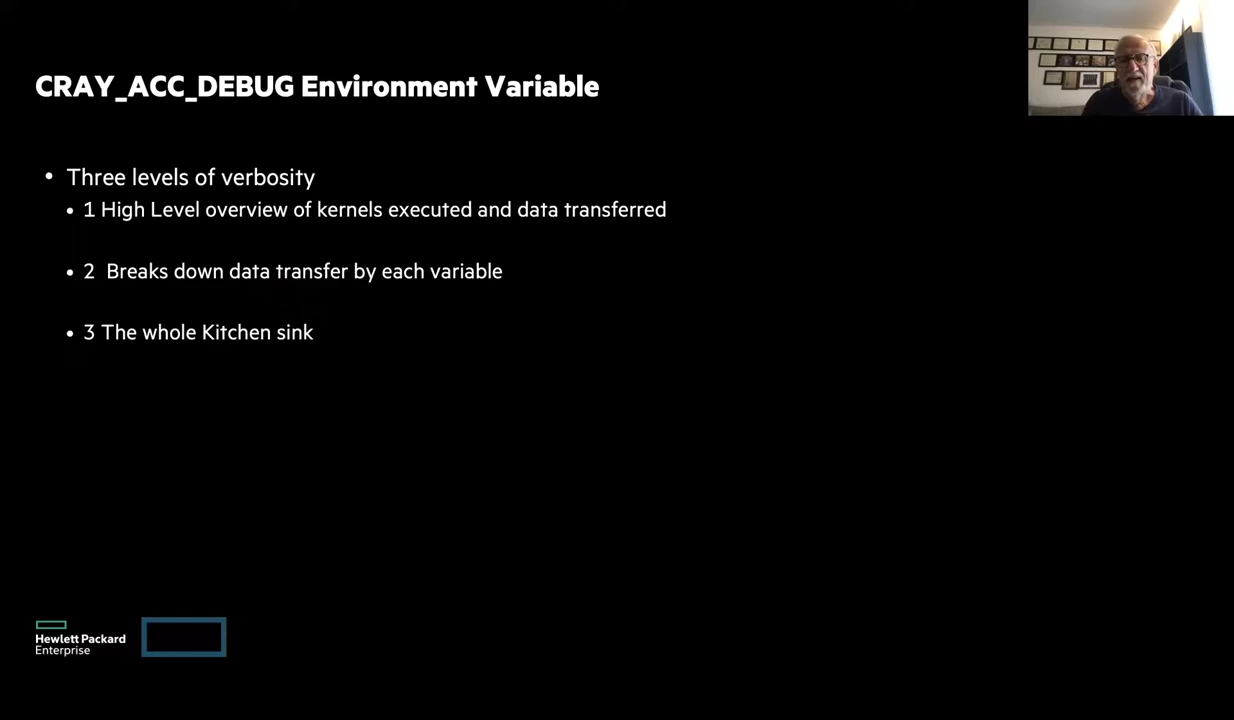 CRAY_ACC_DEBUG Environment Variable
• Three levels of verbosity
• 1 High Level overview of kernels executed and data transferred
• 2 Breaks down data transfer by each variable
• 3 The whole Kitchen sink
Hewlett Packard
Enterprise